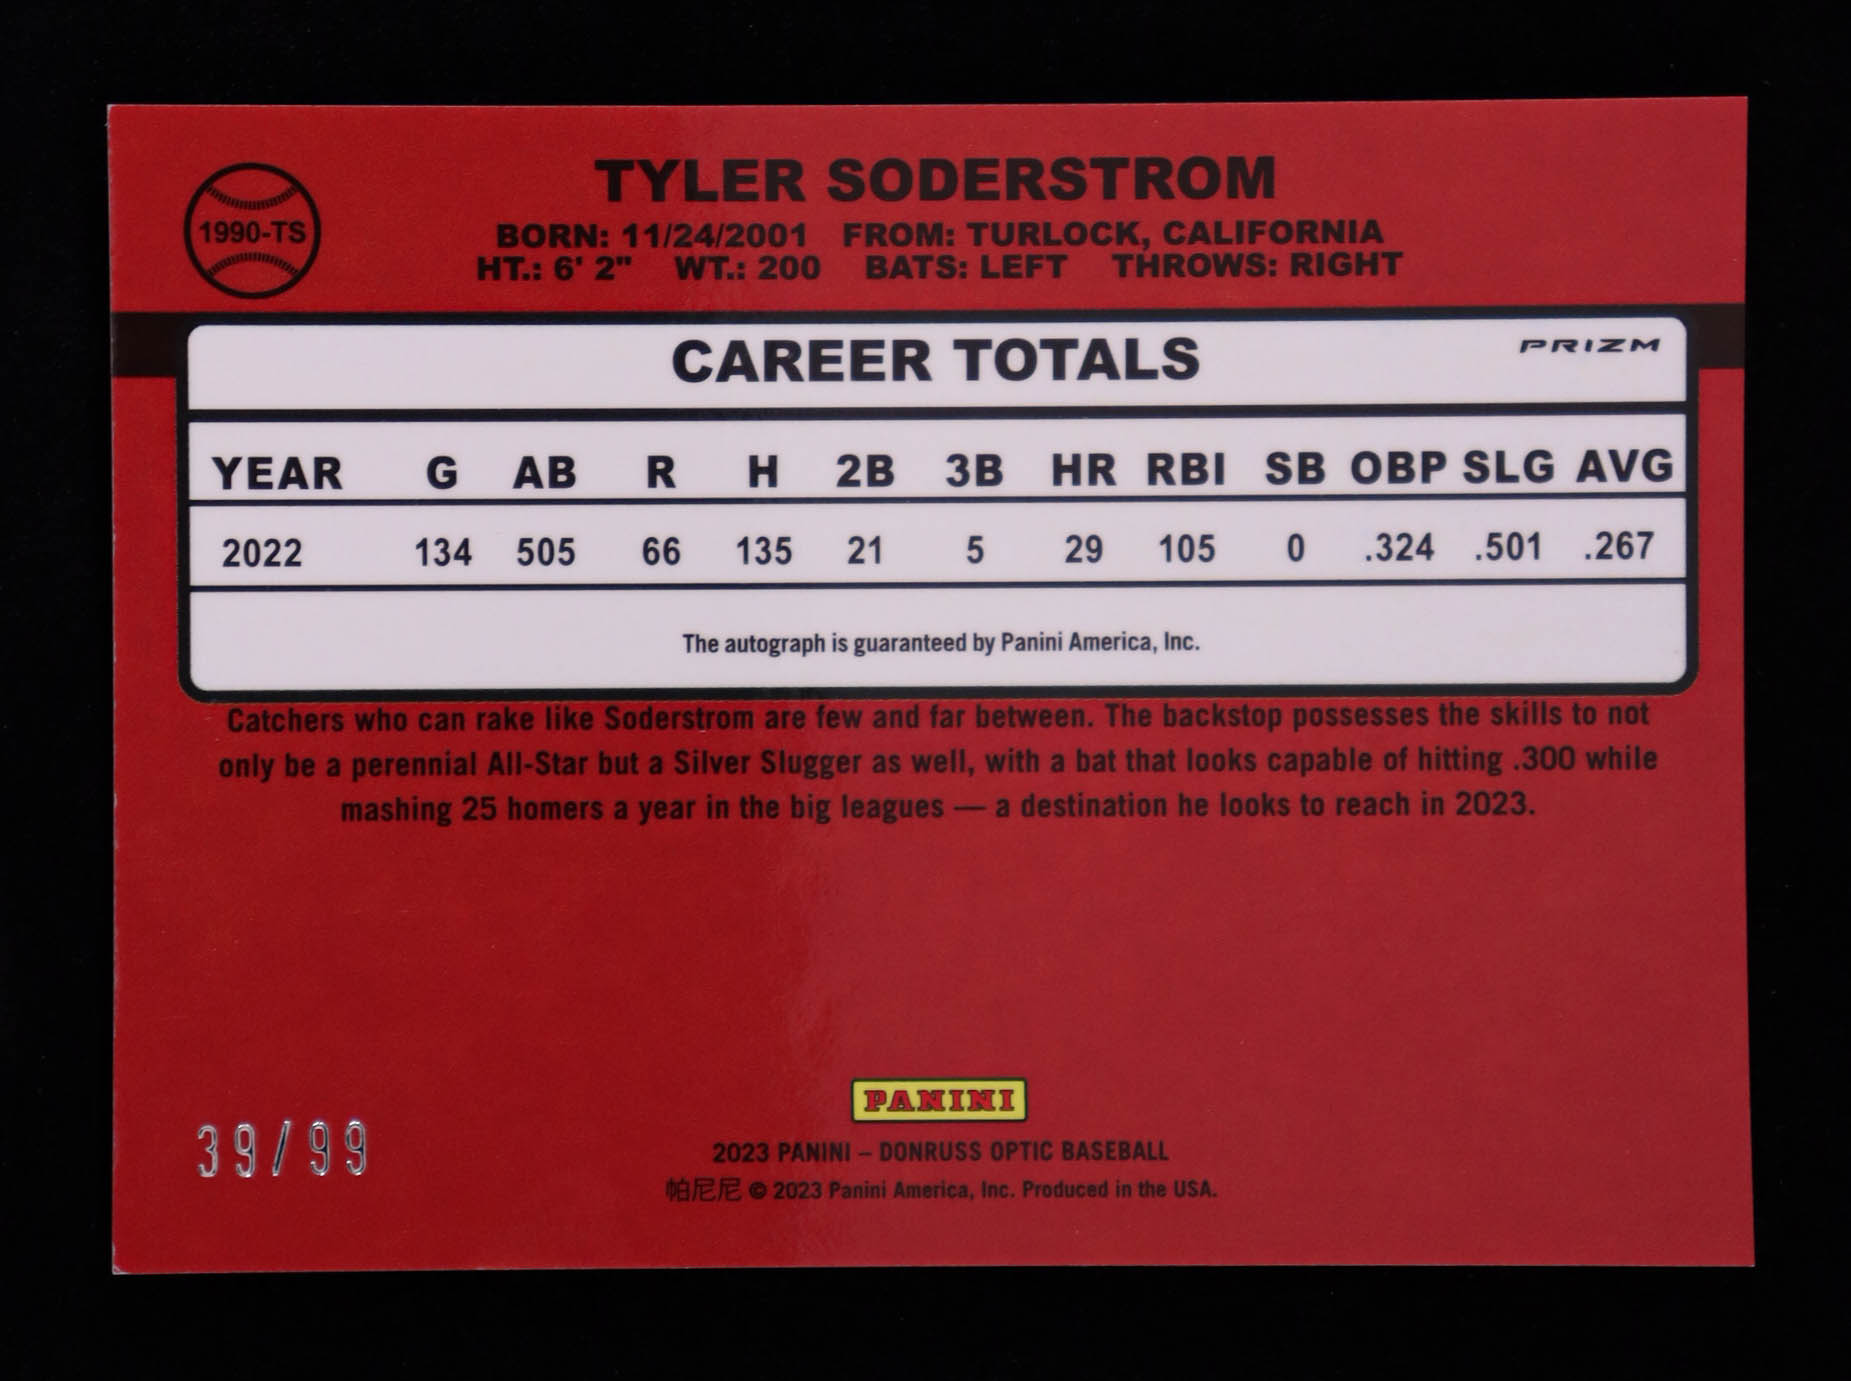 1990-TS
TYLER SODERSTROM
BORN: 11/24/2001 FROM: TURLOCK, CALIFORNIA
HT.: 6' 2" WT.: 200 BATS: LEFT THROWS: RIGHT
CAREER TOTALS
PRIZM
YEAR G AB R H 2B 3B HR RBI SB OBP SLG AVG
2022 134 505 66 135 21 5 29 105 0 .324 .501 .267
The autograph is guaranteed by Panini America, Inc.
Catchers who can rake like Soderstrom are few and far between. The backstop possesses the skills to not
only be a perennial All-Star but a Silver Slugger as well, with a bat that looks capable of hitting .300 while
mashing 25 homers a year in the big leagues — a destination he looks to reach in 2023.
PANINI
39/99
2023 PANINI – DONRUSS OPTIC BASEBALL
帕尼尼 © 2023 Panini America, Inc. Produced in the USA.